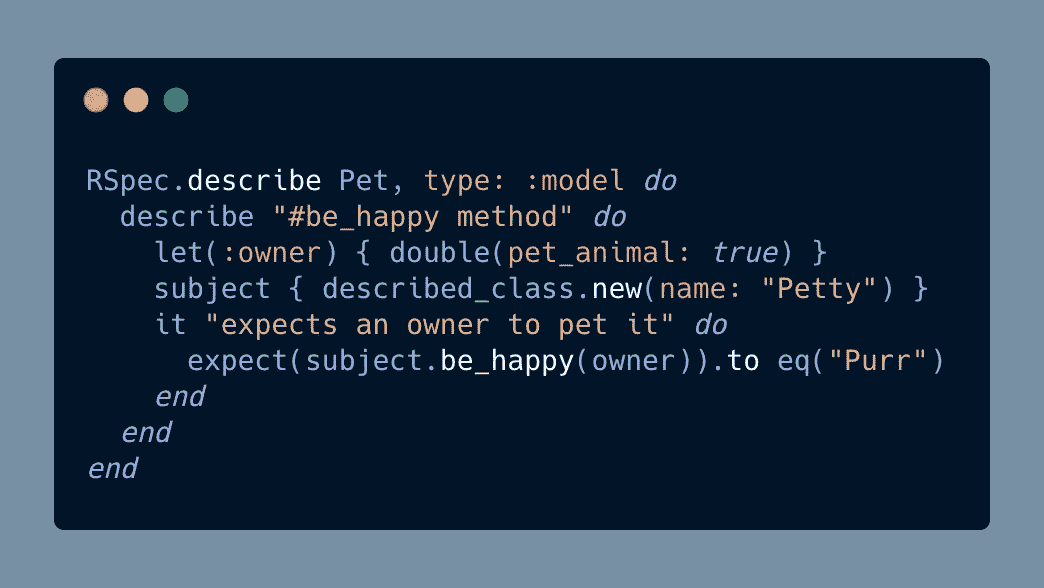 RSpec.describe Pet, type: :model do
  describe "#be_happy method" do
    let(:owner) { double(pet_animal: true) }
    subject { described_class.new(name: "Petty") }
    it "expects an owner to pet it" do
      expect(subject.be_happy(owner)).to eq("Purr")
    end
  end
end